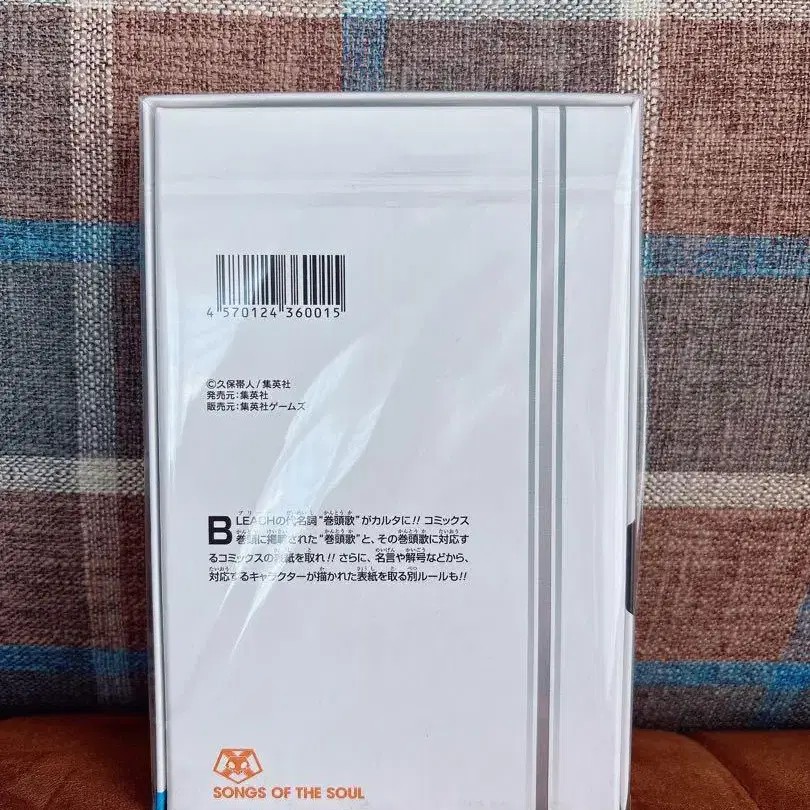 4 570124 360015
©久保帯人/集英社
発売元:集英社
販売元:集英社ゲームズ
BLEACHの代名詞“巻頭歌”がカルタに!! コミックス
巻頭に掲載された“巻頭歌”と、その巻頭歌に対応す
るコミックスの表紙を取れ!! さらに、名言や解号などから、
対応するキャラクターが描かれた表紙を取る別ルールも!!
SONGS OF THE SOUL